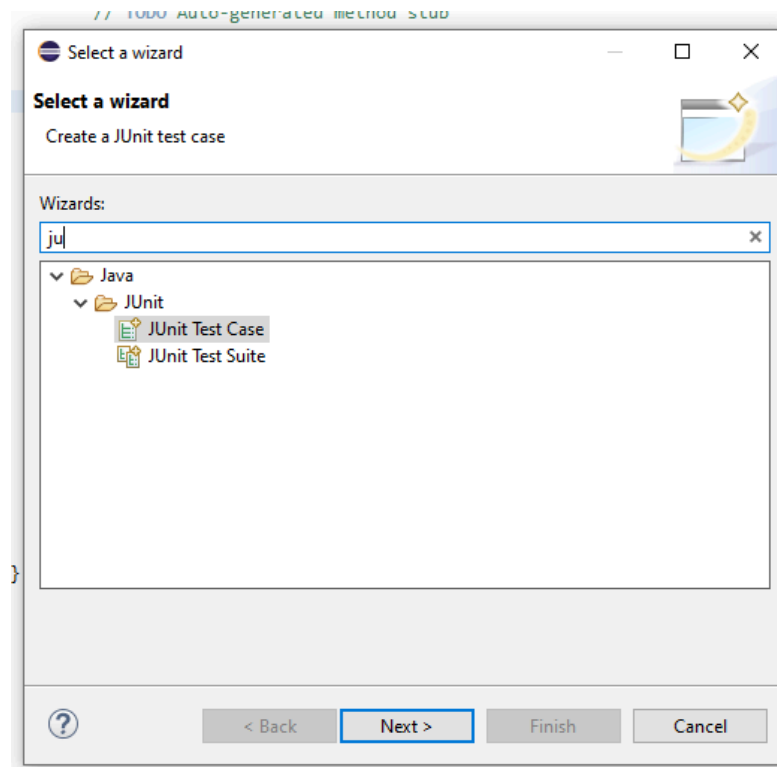 // TODO Auto-generated method stub
Select a wizard
Select a wizard
Create a JUnit test case
Wizards:
ju
Java
JUnit
JUnit Test Case
JUnit Test Suite
}
< Back Next > Finish Cancel